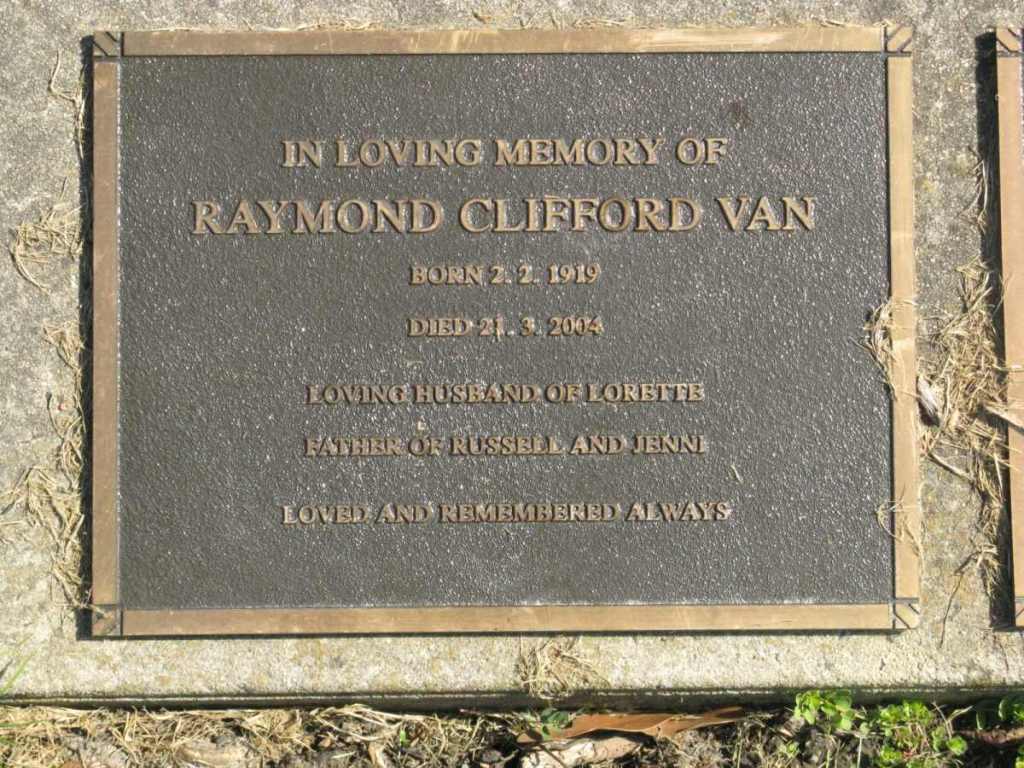 IN LOVING MEMORY OF
RAYMOND CLIFFORD VAN
BORN 2. 2. 1919
DIED 21. 3. 2004
LOVING HUSBAND OF LORETTE
FATHER OF RUSSELL AND JENNI
LOVED AND REMEMBERED ALWAYS